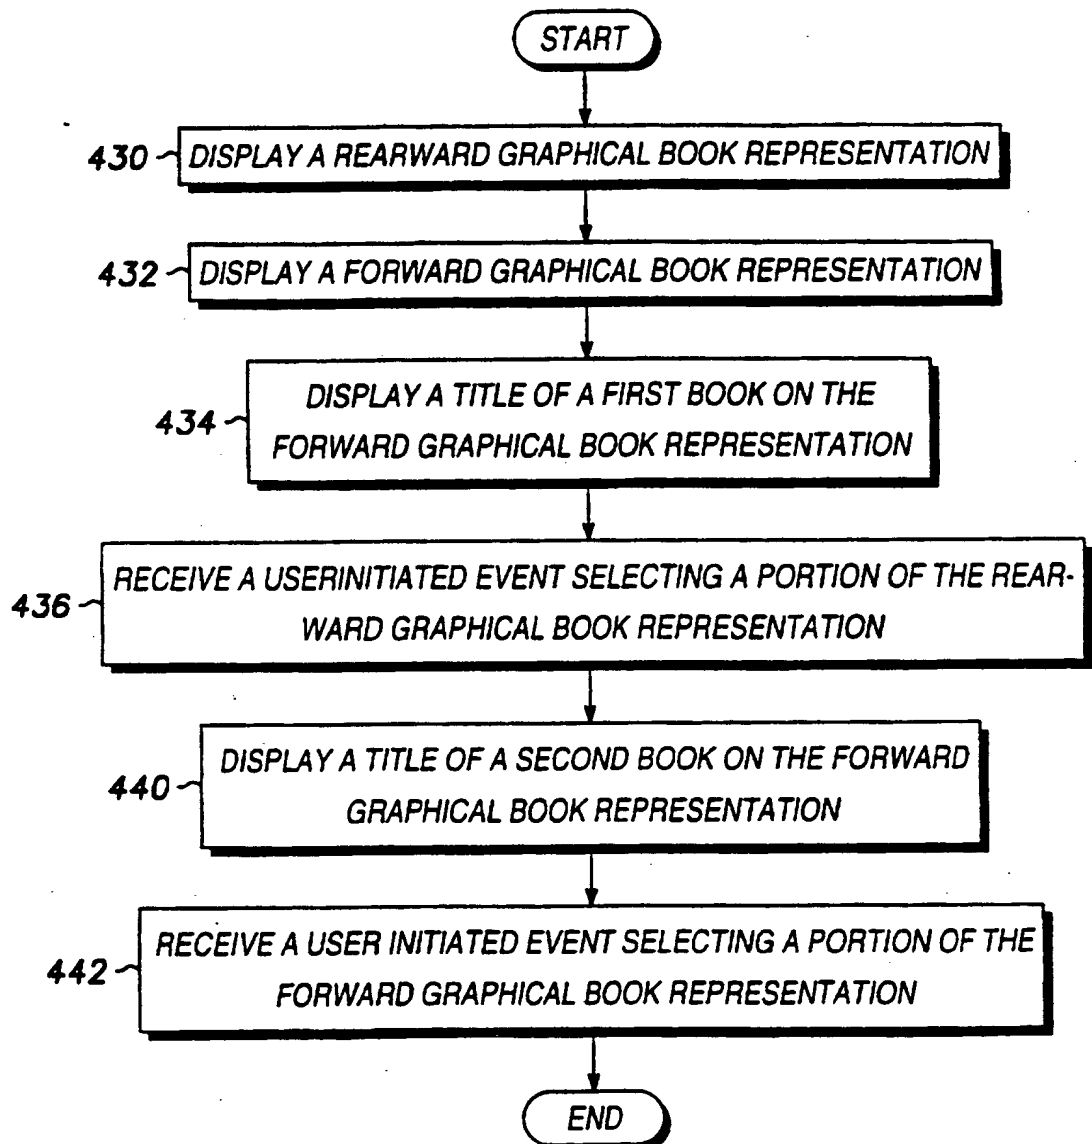 START
430 DISPLAY A REARWARD GRAPHICAL BOOK REPRESENTATION
432 DISPLAY A FORWARD GRAPHICAL BOOK REPRESENTATION
434 DISPLAY A TITLE OF A FIRST BOOK ON THE
FORWARD GRAPHICAL BOOK REPRESENTATION
436 RECEIVE A USERINITIATED EVENT SELECTING A PORTION OF THE REAR-
WARD GRAPHICAL BOOK REPRESENTATION
440 DISPLAY A TITLE OF A SECOND BOOK ON THE FORWARD
GRAPHICAL BOOK REPRESENTATION
442 RECEIVE A USER INITIATED EVENT SELECTING A PORTION OF THE
FORWARD GRAPHICAL BOOK REPRESENTATION
END